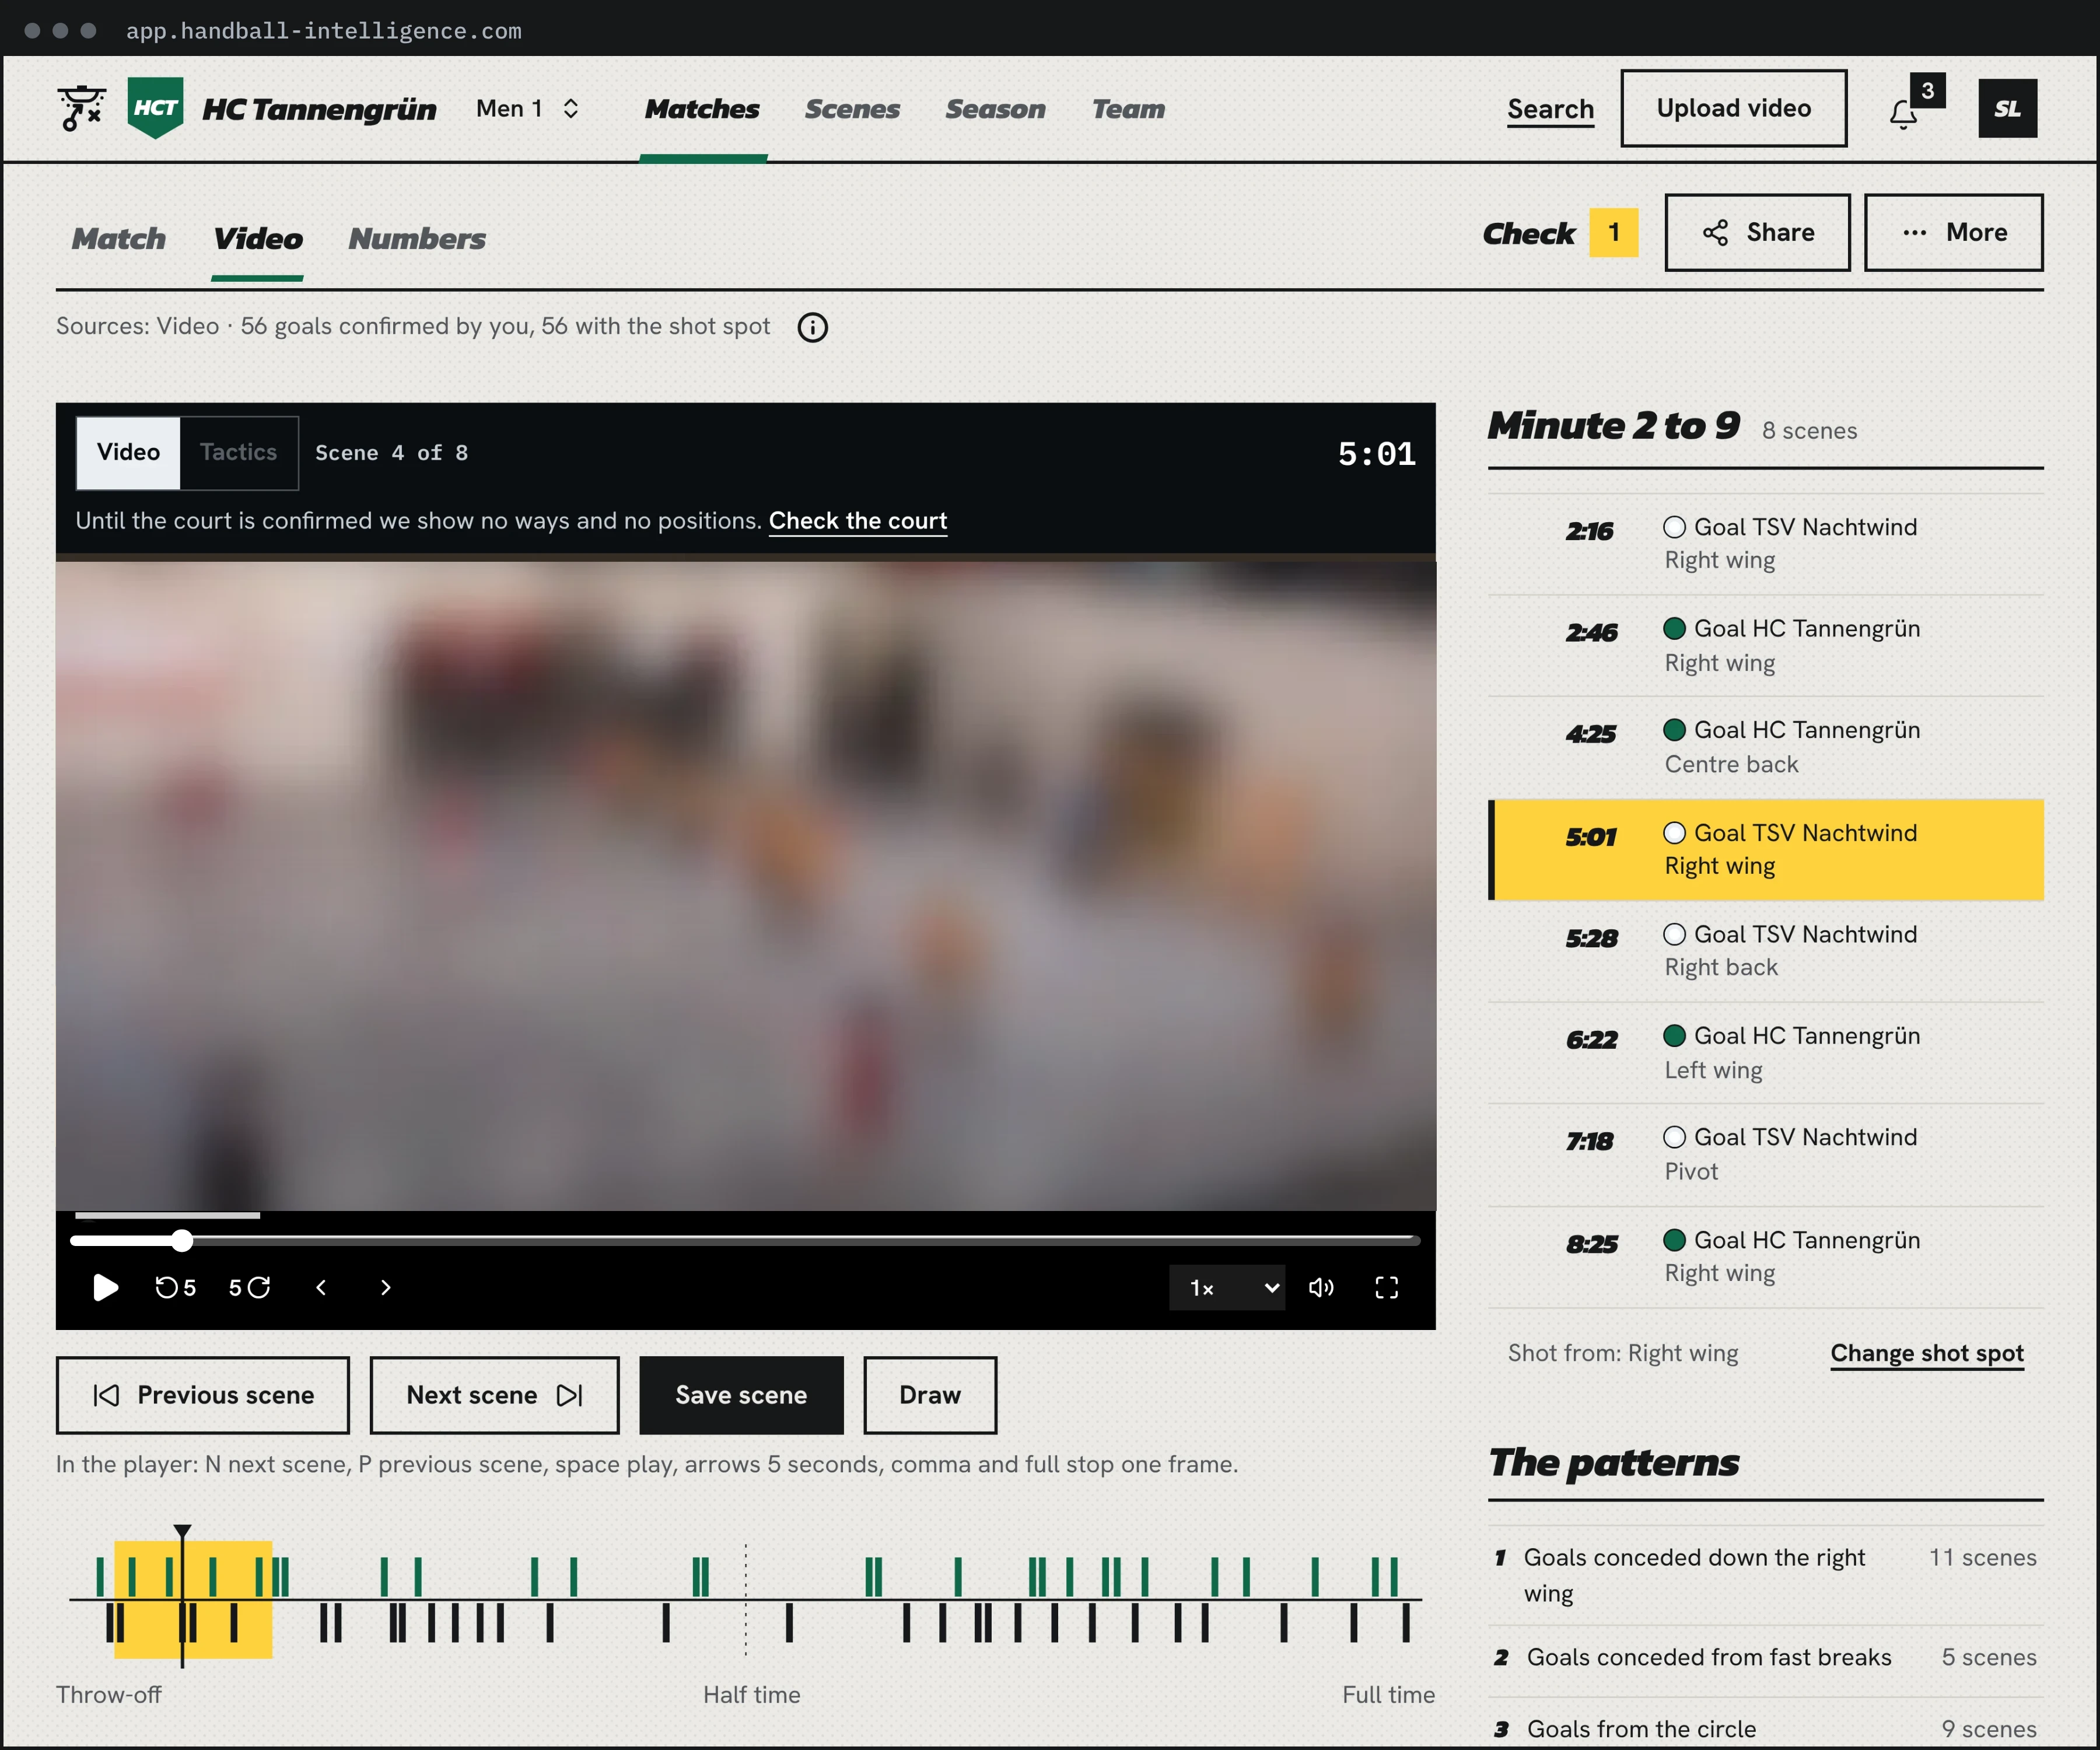 app.handball-intelligence.com
HCT HC Tannengrün Men 1 Matches Scenes Season Team Search Upload video 3 SL
Match Video Numbers Check 1 Share More
Sources: Video · 56 goals confirmed by you, 56 with the shot spot
Video Tactics Scene 4 of 8 5:01
Until the court is confirmed we show no ways and no positions. Check the court
5 5 1×
Previous scene Next scene Save scene Draw
In the player: N next scene, P previous scene, space play, arrows 5 seconds, comma and full stop one frame.
Throw-off Half time Full time
Minute 2 to 9 8 scenes
2:16 Goal TSV Nachtwind
Right wing
2:46 Goal HC Tannengrün
Right wing
4:25 Goal HC Tannengrün
Centre back
5:01 Goal TSV Nachtwind
Right wing
5:28 Goal TSV Nachtwind
Right back
6:22 Goal HC Tannengrün
Left wing
7:18 Goal TSV Nachtwind
Pivot
8:25 Goal HC Tannengrün
Right wing
Shot from: Right wing Change shot spot
The patterns
1 Goals conceded down the right 11 scenes
wing
2 Goals conceded from fast breaks 5 scenes
3 Goals from the circle 9 scenes